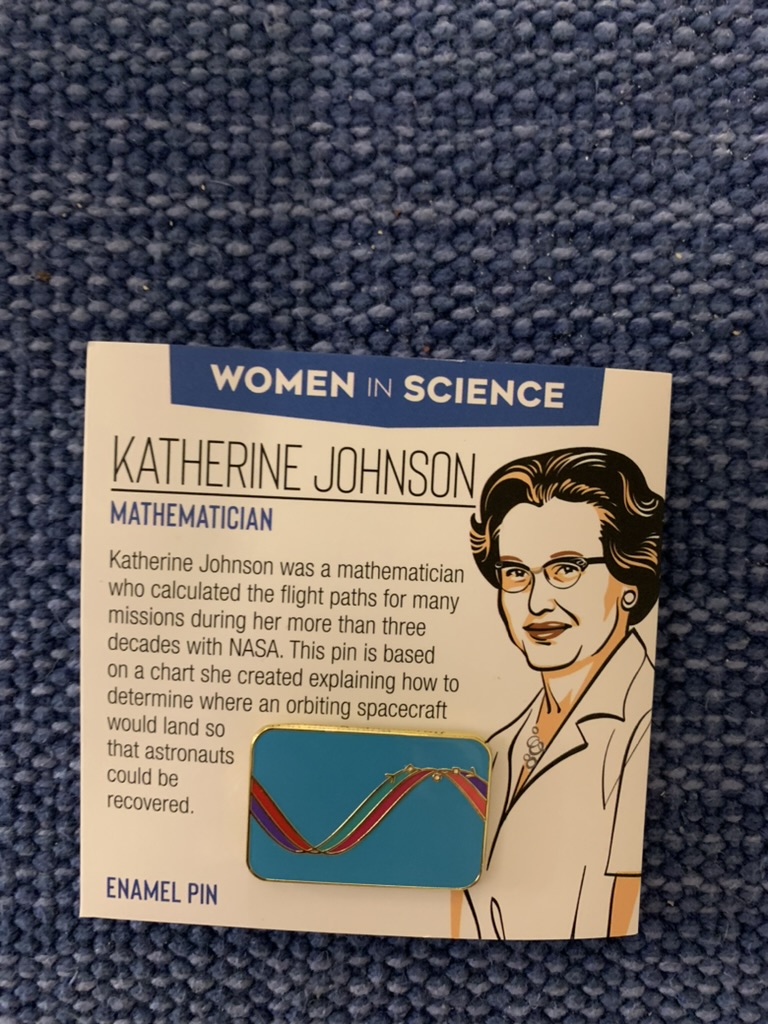 WOMEN IN SCIENCE
KATHERINE JOHNSON
MATHEMATICIAN
Katherine Johnson was a mathematician
who calculated the flight paths for many
missions during her more than three
decades with NASA. This pin is based
on a chart she created explaining how to
determine where an orbiting spacecraft
would land so
that astronauts
could be
recovered.
ENAMEL PIN